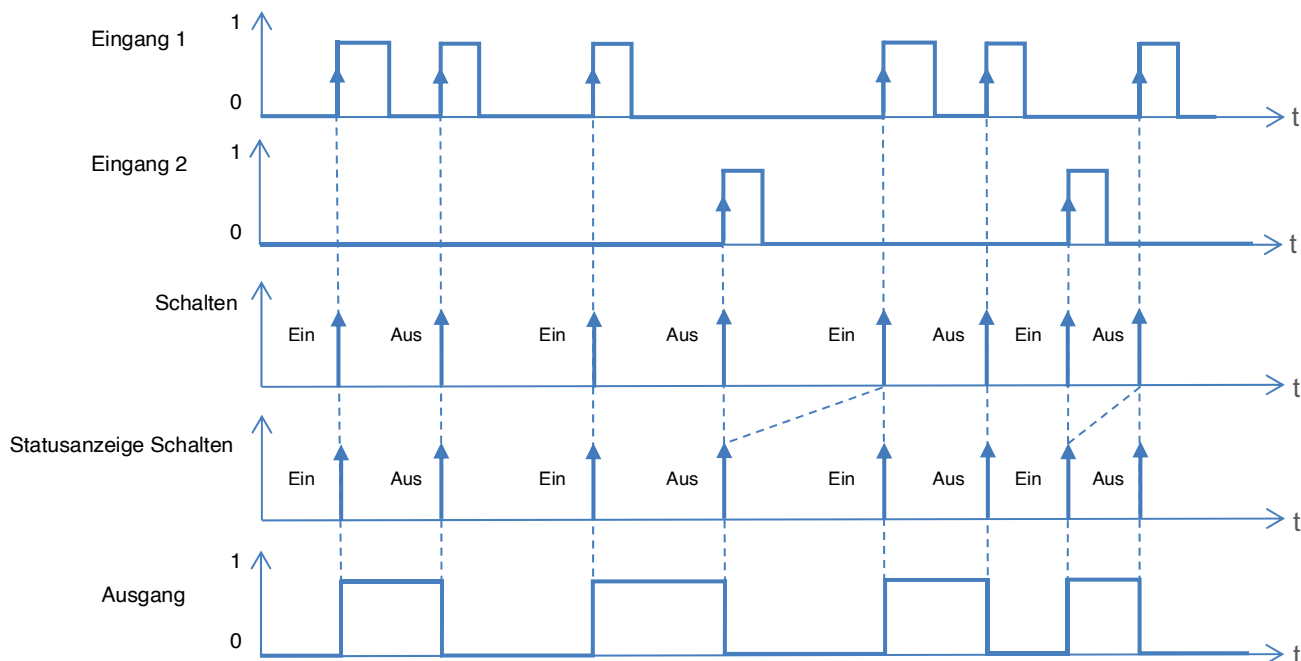 1
Eingang 1
0
t
1
Eingang 2
0
t
Schalten
Ein Aus Ein Aus Ein Aus Ein Aus
t
Statusanzeige Schalten
Ein Aus Ein Aus Ein Aus Ein Aus
t
1
Ausgang
0
t